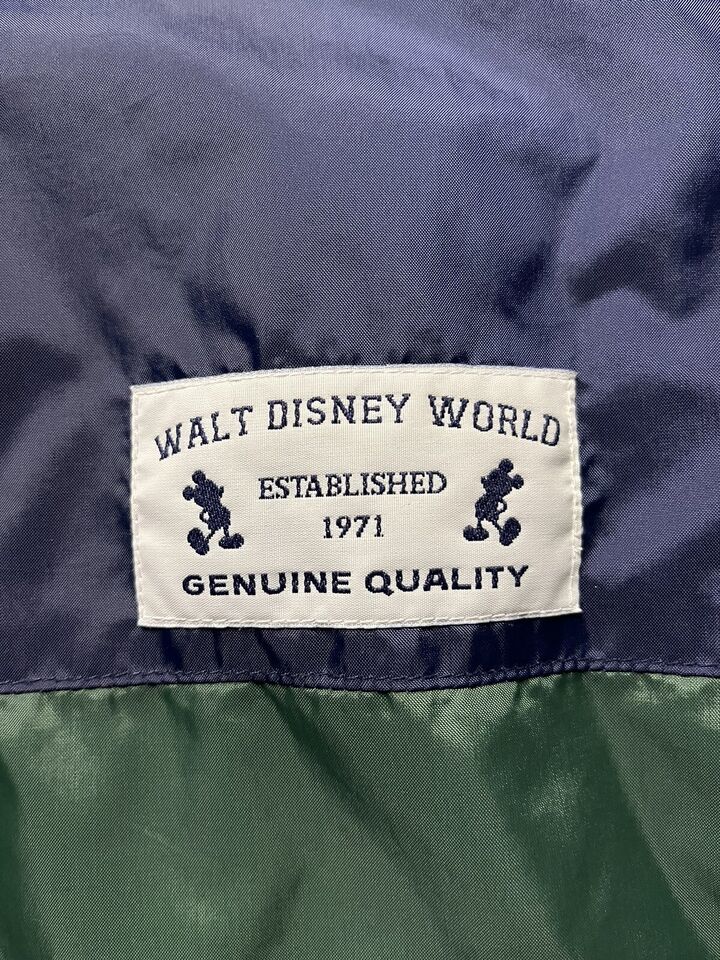 WALT DISNEY WORLD
ESTABLISHED
1971
GENUINE QUALITY